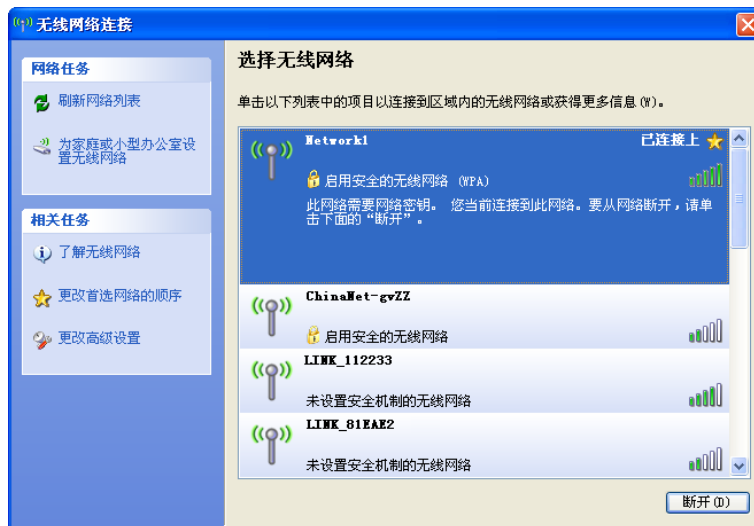 无线网络连接
网络任务
刷新网络列表
为家庭或小型办公室设
置无线网络
相关任务
了解无线网络
更改首选网络的顺序
更改高级设置
选择无线网络
单击以下列表中的项目以连接到区域内的无线网络或获得更多信息(W)。
Network1 已连接上
启用安全的无线网络 (WPA)
此网络需要网络密钥。 您当前连接到此网络。要从网络断开，请单
击下面的“断开”。
ChinaNet-gvZZ
启用安全的无线网络
LINK_112233
未设置安全机制的无线网络
LINK_81EAE2
未设置安全机制的无线网络
断开(D)